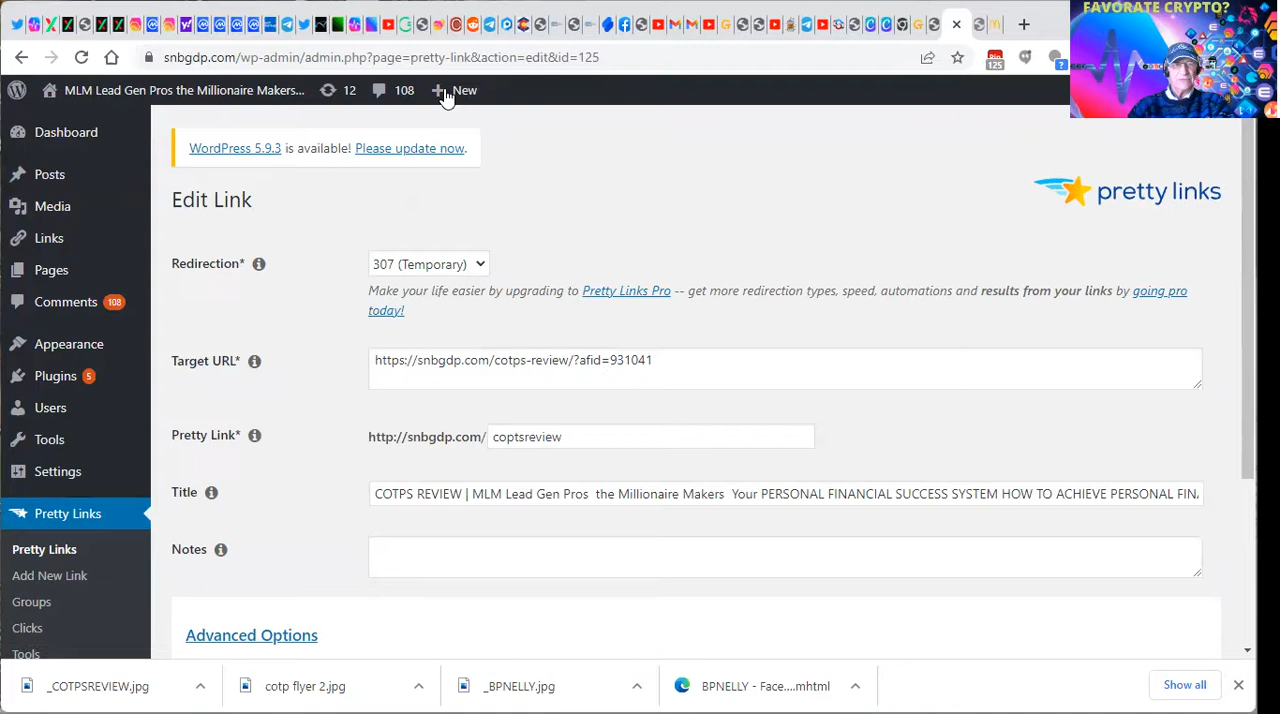 FAVORATE CRYPTO?
snbgdp.com/wp-admin/admin.php?page=pretty-link&action=edit&id=125
125
?
MLM Lead Gen Pros the Millionaire Makers... 12 108 + New
Dashboard
Posts
Media
Links
Pages
Comments 108
Appearance
Plugins 5
Users
Tools
Settings
Pretty Links
Pretty Links
Add New Link
Groups
Clicks
Tools
WordPress 5.9.3 is available! Please update now.
Edit Link
pretty links
Redirection* 307 (Temporary)
Make your life easier by upgrading to Pretty Links Pro -- get more redirection types, speed, automations and results from your links by going pro
today!
Target URL* https://snbgdp.com/cotps-review/?afid=931041
Pretty Link* http://snbgdp.com/ coptsreview
Title COTPS REVIEW | MLM Lead Gen Pros the Millionaire Makers Your PERSONAL FINANCIAL SUCCESS SYSTEM HOW TO ACHIEVE PERSONAL FIN
Notes
Advanced Options
_COTPSREVIEW.jpg
cotp flyer 2.jpg
_BPNELLY.jpg
BPNELLY - Face....mhtml
Show all